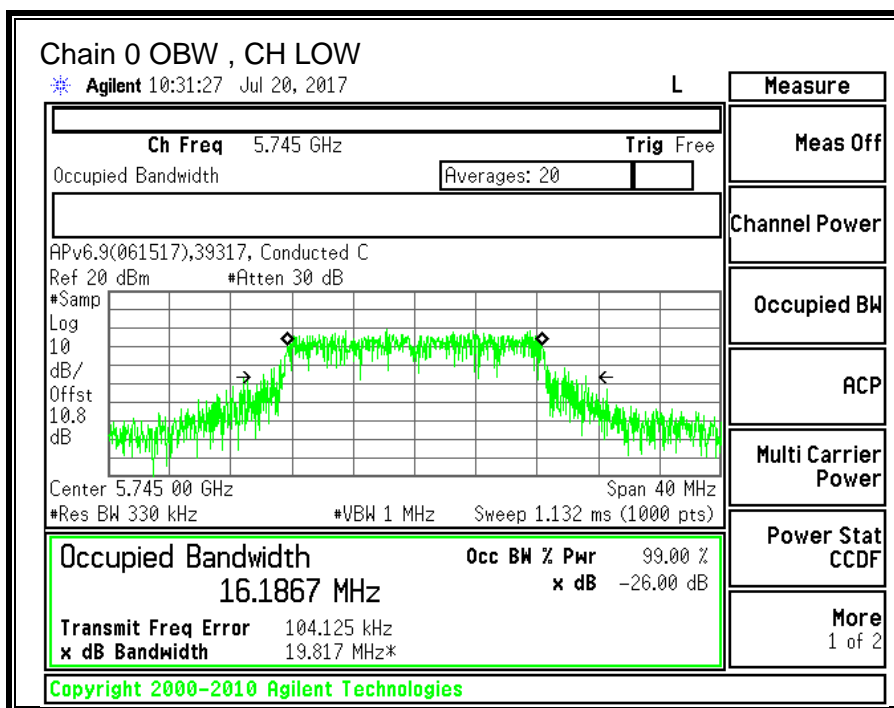 Chain 0 OBW , CH LOW
Agilent 10:31:27 Jul 20, 2017 L
Measure
Ch Freq 5.745 GHz Trig Free
Occupied Bandwidth Averages: 20
APv6.9(061517),39317, Conducted C
Ref 20 dBm #Atten 30 dB
#Samp
Log
10
dB/
Offst
10.8
dB
Center 5.745 00 GHz Span 40 MHz
#Res BW 330 kHz #VBW 1 MHz Sweep 1.132 ms (1000 pts)
Occupied Bandwidth Occ BW % Pwr 99.00 %
16.1867 MHz x dB -26.00 dB
Transmit Freq Error 104.125 kHz
x dB Bandwidth 19.817 MHz*
Copyright 2000-2010 Agilent Technologies
Meas Off
Channel Power
Occupied BW
ACP
Multi Carrier
Power
Power Stat
CCDF
More
1 of 2